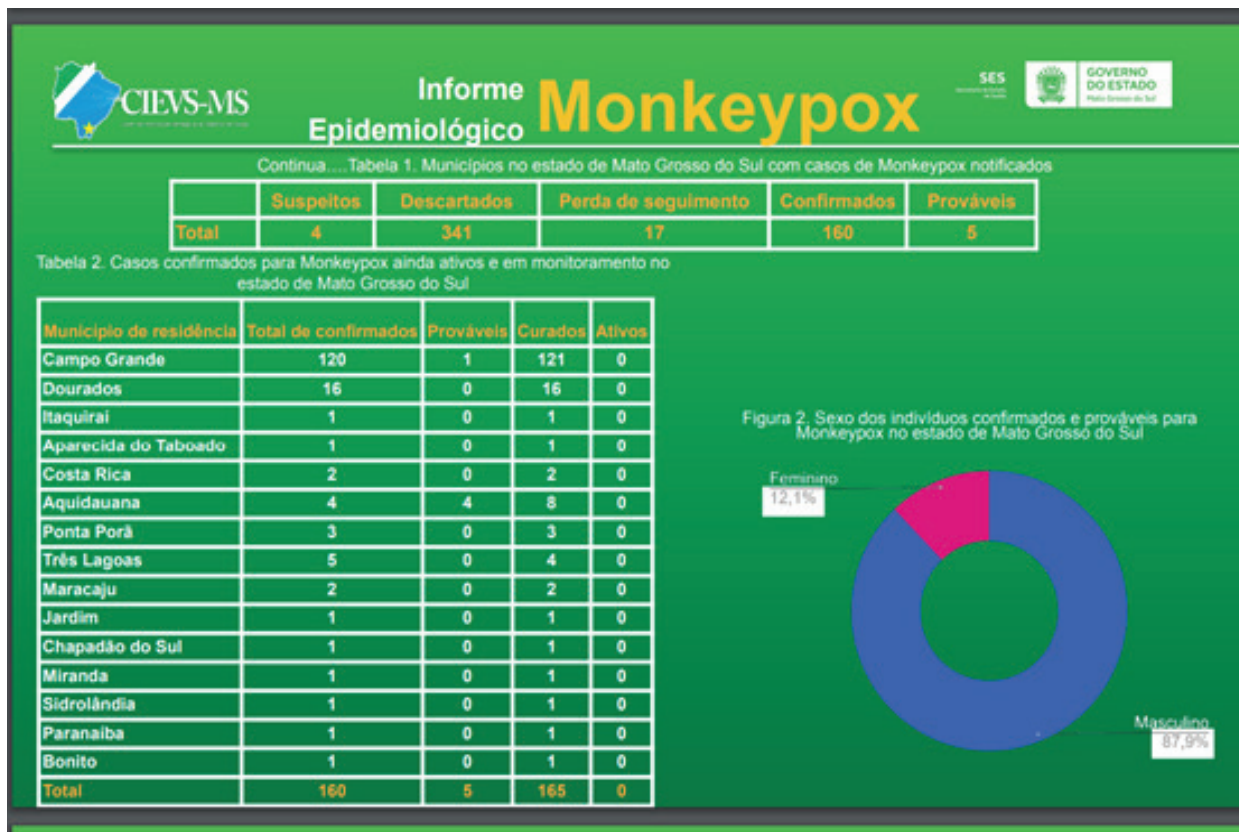 CIEVS-MS
Informe
Epidemiológico
Monkeypox
SES
GOVERNO
DO ESTADO
Mato Grosso do Sul
Continua....Tabela 1. Municípios no estado de Mato Grosso do Sul com casos de Monkeypox notificados
Suspeitos Descartados Perda de seguimento Confirmados Prováveis
Total 4 341 17 160 5
Tabela 2. Casos confirmados para Monkeypox ainda ativos e em monitoramento no
estado de Mato Grosso do Sul
Município de residência Total de confirmados Prováveis Curados Ativos
Campo Grande 120 1 121 0
Dourados 16 0 16 0
Itaquiraí 1 0 1 0
Aparecida do Taboado 1 0 1 0
Costa Rica 2 0 2 0
Aquidauana 4 4 8 0
Ponta Porã 3 0 3 0
Três Lagoas 5 0 4 0
Maracaju 2 0 2 0
Jardim 1 0 1 0
Chapadão do Sul 1 0 1 0
Miranda 1 0 1 0
Sidrolândia 1 0 1 0
Paranaíba 1 0 1 0
Bonito 1 0 1 0
Total 160 5 165 0
Figura 2. Sexo dos indivíduos confirmados e prováveis para
Monkeypox no estado de Mato Grosso do Sul
Feminino
12,1%
Masculino
87,9%